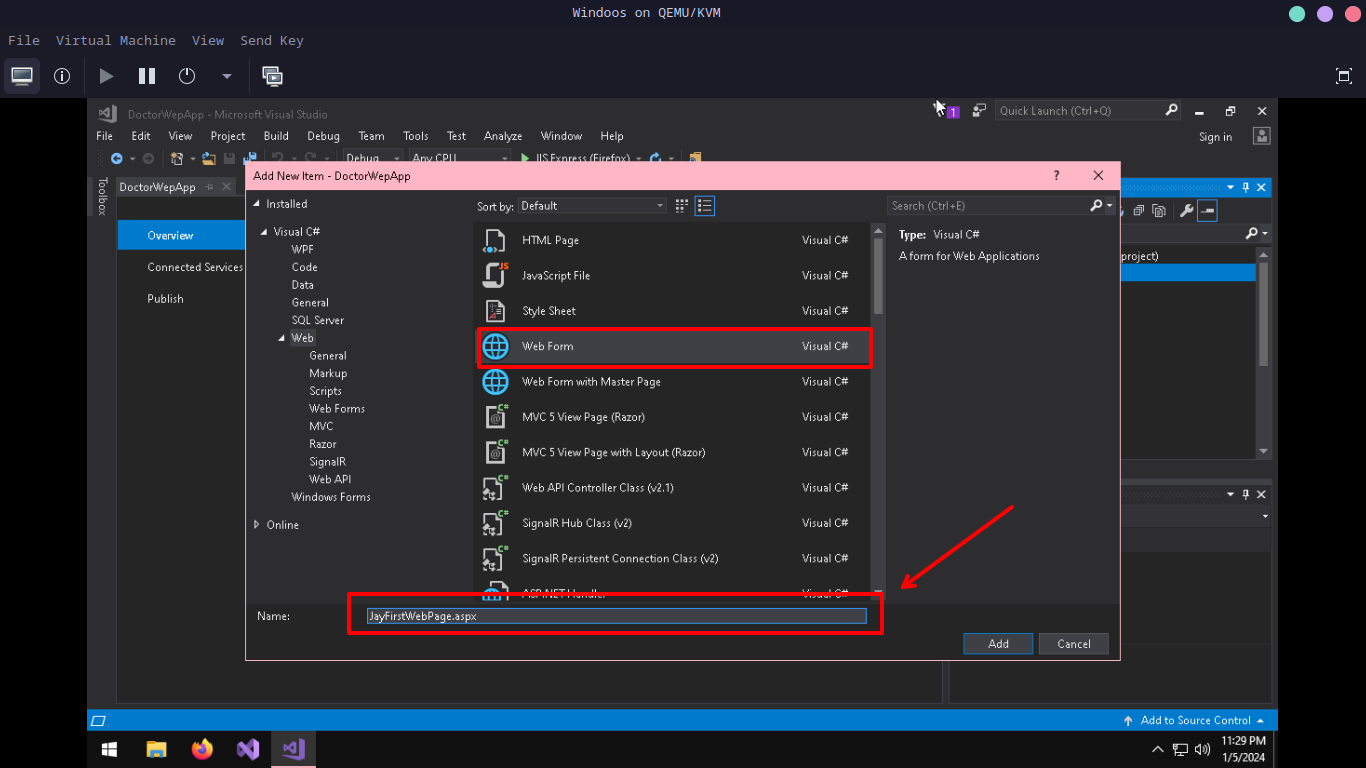 Windoos on QEMU/KVM
File Virtual Machine View Send Key
DoctorWepApp - Microsoft Visual Studio
1
Quick Launch (Ctrl+Q)
File Edit View Project Build Debug Team Tools Test Analyze Window Help
Sign in
Debug Any CPU IIS Express (Firefox)
Toolbox
DoctorWepApp
Overview
Connected Services
Publish
Add New Item - DoctorWepApp
?
Installed
Sort by: Default
Search (Ctrl+E)
Visual C#
WPF
Code
Data
General
SQL Server
Web
General
Markup
Scripts
Web Forms
MVC
Razor
SignalR
Web API
Windows Forms
Online
HTML Page Visual C#
JavaScript File Visual C#
Style Sheet Visual C#
Web Form Visual C#
Web Form with Master Page Visual C#
MVC 5 View Page (Razor) Visual C#
MVC 5 View Page with Layout (Razor) Visual C#
Web API Controller Class (v2.1) Visual C#
SignalR Hub Class (v2) Visual C#
SignalR Persistent Connection Class (v2) Visual C#
ASP.NET Handler Visual C#
Type: Visual C#
A form for Web Applications
project)
Name: JayFirstWebPage.aspx
Add Cancel
Add to Source Control
11:29 PM
1/5/2024